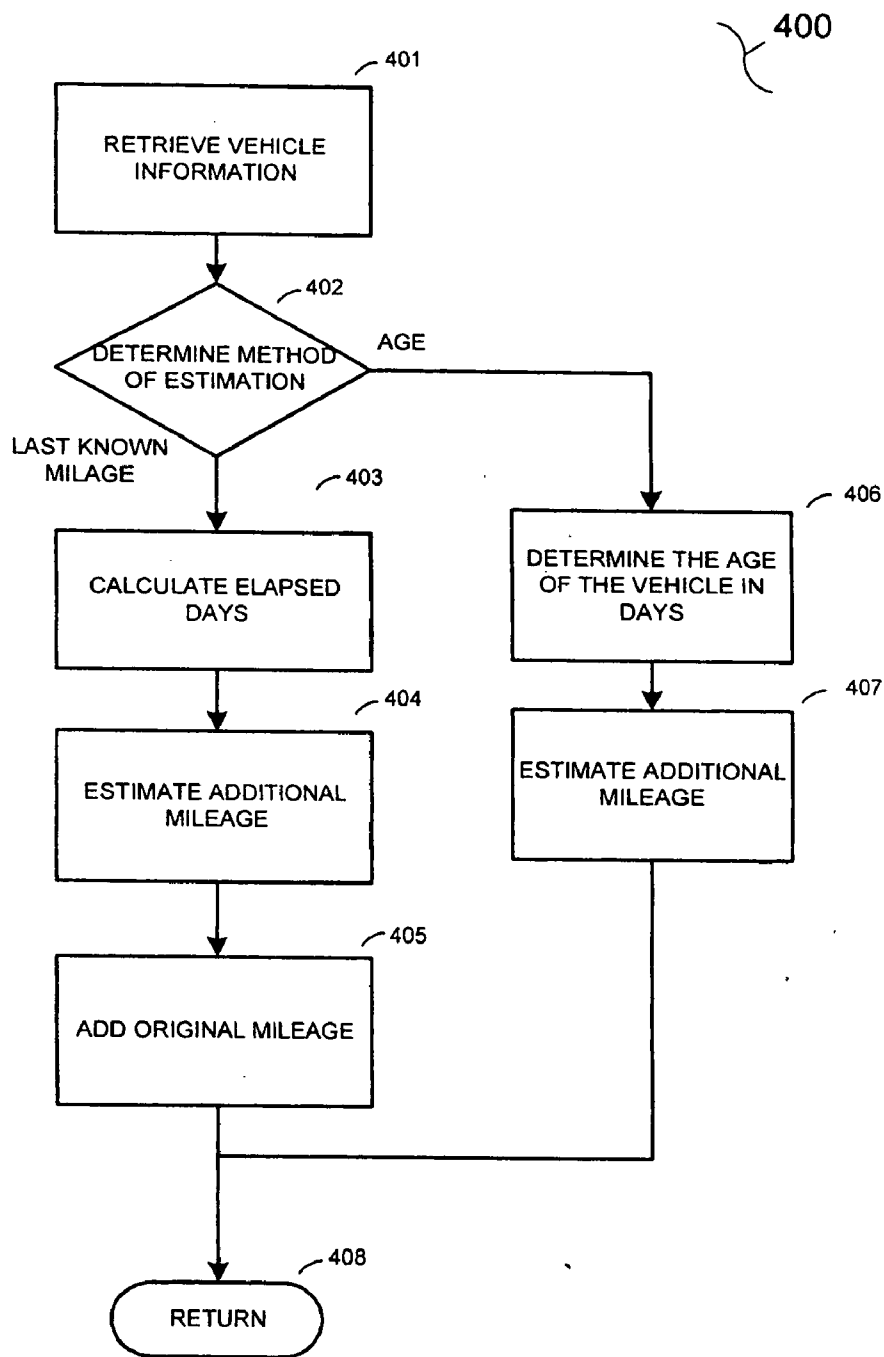 400
401
RETRIEVE VEHICLE
INFORMATION
402
DETERMINE METHOD
OF ESTIMATION
AGE
LAST KNOWN
MILAGE
403
CALCULATE ELAPSED
DAYS
406
DETERMINE THE AGE
OF THE VEHICLE IN
DAYS
404
ESTIMATE ADDITIONAL
MILEAGE
407
ESTIMATE ADDITIONAL
MILEAGE
405
ADD ORIGINAL MILEAGE
408
RETURN